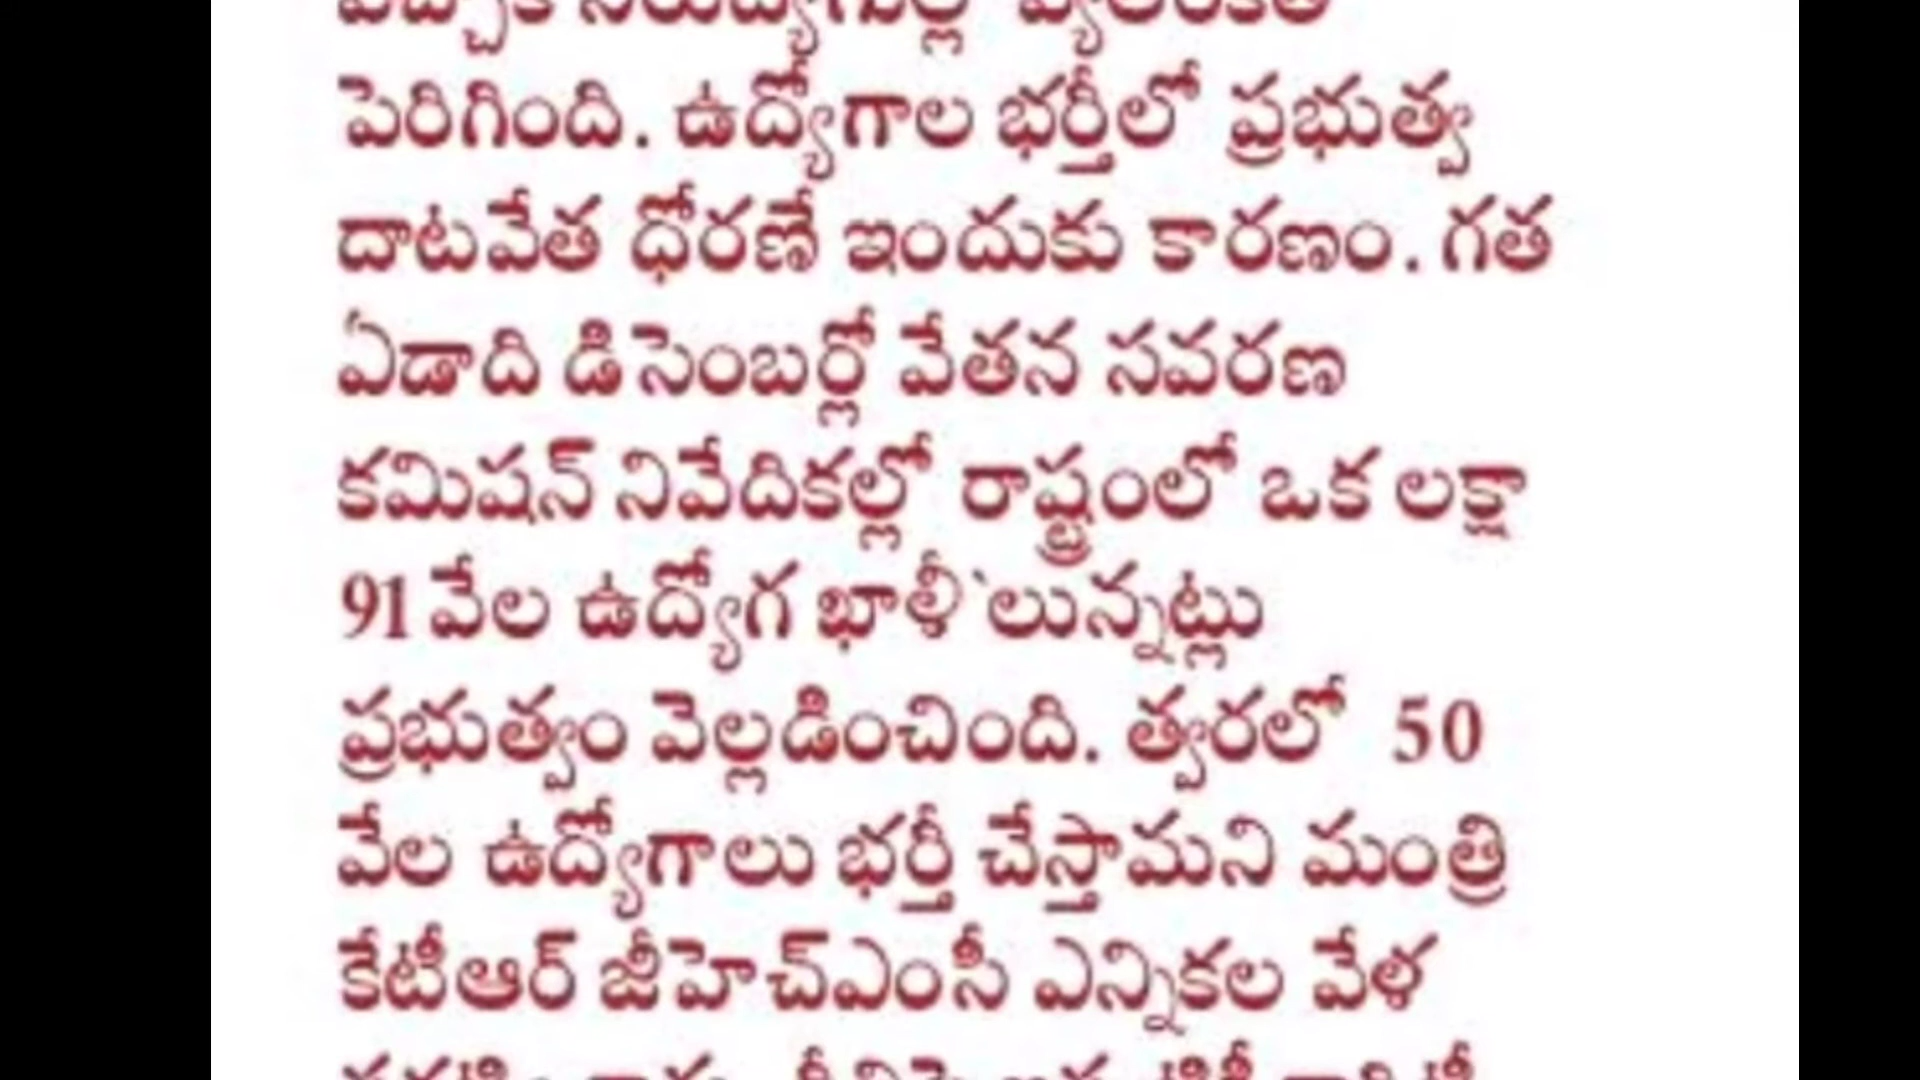 పెరిగింది. ఉద్యోగాల భర్తీలో ప్రభుత్వ
దాటవేత ధోరణే ఇందుకు కారణం. గత
ఏడాది డిసెంబర్లో వేతన సవరణ
కమిషన్ నివేదికల్లో రాష్ట్రంలో ఒక లక్షా
91 వేల ఉద్యోగ ఖాళీలున్నట్లు
ప్రభుత్వం వెల్లడించింది. త్వరలో 50
వేల ఉద్యోగాలు భర్తీ చేస్తామని మంత్రి
కేటీఆర్ జీహెచ్ఎంసీ ఎన్నికల వేళ